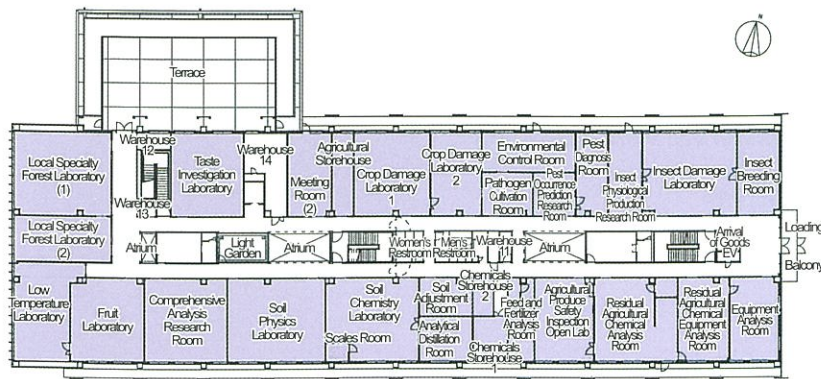 N
Terrace
Local Specialty
Forest Laboratory
(1)
Warehouse
12
Taste
Investigation
Laboratory
Warehouse
14
Meeting
Room
(2)
Agricultural
Storehouse
Crop Damage
Laboratory
1
Crop Damage
Laboratory
2
Environmental
Control Room
Pathogen
Cultivation
Room
Pest
Occurrence
Prediction
Research
Room
Pest
Diagnosis
Room
Insect
Physiological
Production
Research Room
Insect Damage
Laboratory
Insect
Breeding
Room
Warehouse
13
Local Specialty
Forest Laboratory
(2)
Atrium
Light
Garden
Atrium
Women's
Restroom
Men's
Restroom
Warehouse
11
Atrium
Arrival
of Goods
EV1
Loading
Balcony
Low
Temperature
Laboratory
Fruit
Laboratory
Comprehensive
Analysis
Research
Room
Soil
Physics
Laboratory
Soil
Chemistry
Laboratory
Scales Room
Soil
Adjustment
Room
Analytical
Distillation
Room
Chemicals
Storehouse
2
Chemicals
Storehouse
1
Feed and
Fertilizer
Analysis
Room
Agricultural
Produce
Safety
Inspection
Open Lab
Residual
Agricultural
Chemical
Analysis
Room
Residual
Agricultural
Chemical
Equipment
Analysis
Room
Equipment
Analysis
Room